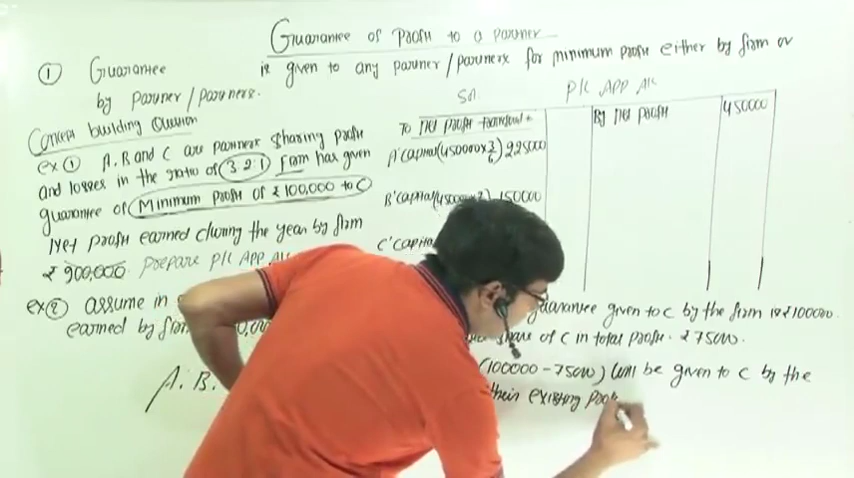 Guarantee of Profit to a Partner
① Guarantee is given to any partner/partners for minimum profit either by firm or
by partner/partners.
Concept building Question
ex ① A, B and C are partners sharing profit
and losses in the ratio of 3 2 : 1 Firm has given
guarantee of Minimum Profit of ₹ 100,000 to C
Net profit earned during the year by firm
₹ 900,000 Prepare P/L APP A/c
ex ② assume in
earned by firm
A. B.
P/L APP A/c
To Net Profit transferred
A'Capital (450000 x 3/6) 225000
B'Capital 150000
C'Capital
By Net Profit 450000
guarantee given to C by the firm is ₹ 100000.
share of C in total profit. ₹ 75000.
(100000 - 75000) will be given to C by the
their existing